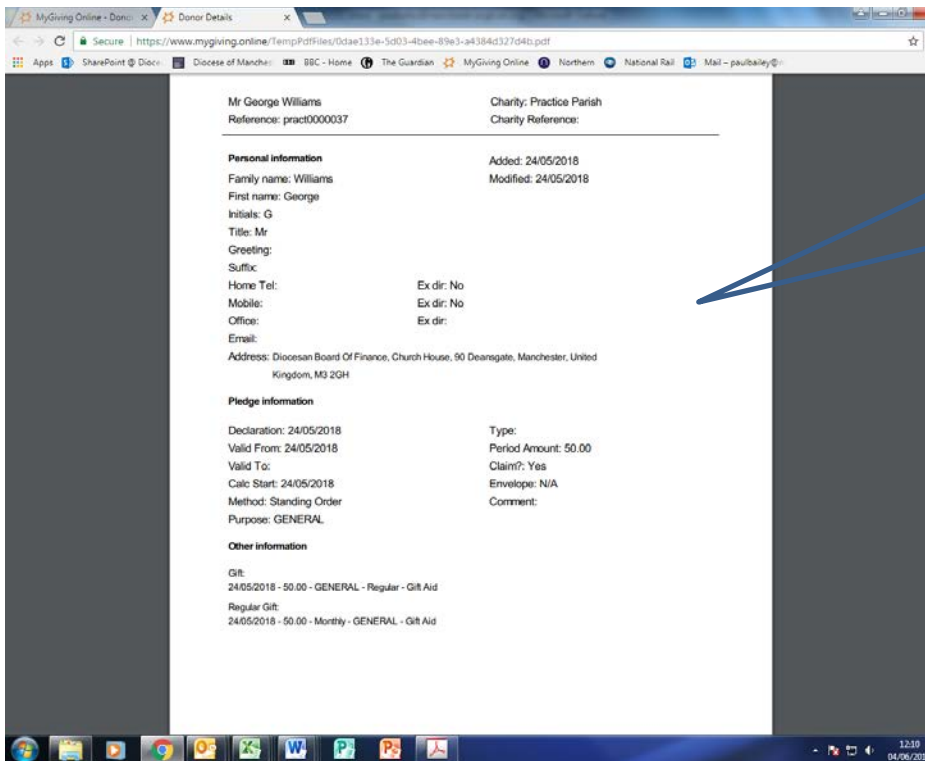 MyGiving Online - Dono
Donor Details
Secure | https://www.mygiving.online/TempPdfFiles/0dae133e-5d03-4bee-89e3-a4384d327d4b.pdf
Apps SharePoint @ Dioce Diocese of Manches BBC - Home The Guardian MyGiving Online Northern National Rail Mail – paulbailey@
Mr George Williams Charity: Practice Parish
Reference: pract0000037 Charity Reference:
Personal information Added: 24/05/2018
Family name: Williams Modified: 24/05/2018
First name: George
Initials: G
Title: Mr
Greeting:
Suffix:
Home Tel: Ex dir: No
Mobile: Ex dir: No
Office: Ex dir:
Email:
Address: Diocesan Board Of Finance, Church House, 90 Deansgate, Manchester, United
Kingdom, M3 2GH
Pledge information
Declaration: 24/05/2018 Type:
Valid From: 24/05/2018 Period Amount: 50.00
Valid To: Claim?: Yes
Calc Start: 24/05/2018 Envelope: N/A
Method: Standing Order Comment:
Purpose: GENERAL
Other information
Gift:
24/05/2018 - 50.00 - GENERAL - Regular - Gift Aid
Regular Gift:
24/05/2018 - 50.00 - Monthly - GENERAL - Gift Aid
12:10
04/06/201